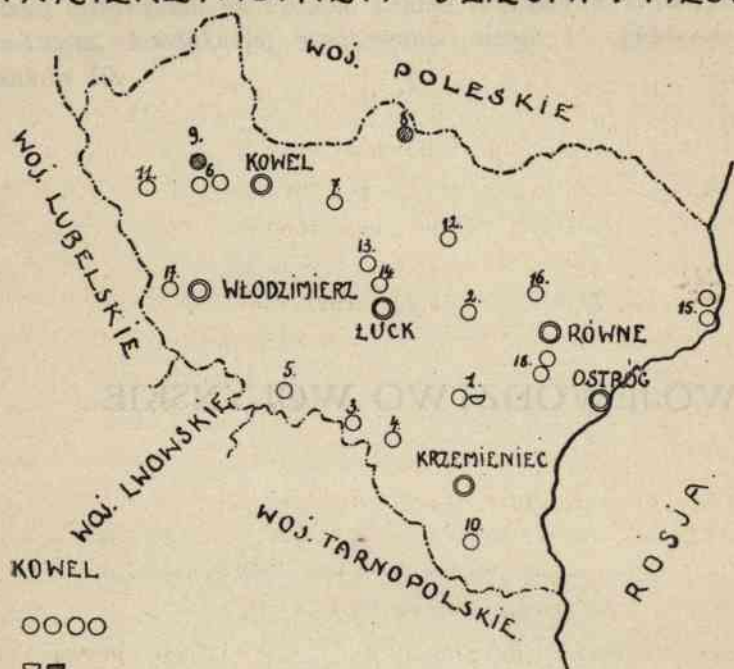 WOJ. POLESKIE
WOJ. LUBELSKIE
8.
9.
KOWEL
11.
6.
7.
12.
13.
14
17.
WŁODZIMIERZ
ŁUCK
2.
16.
15.
RÓWNE
18.
OSTRÓG
5.
1.
3.
4.
KRZEMIENIEC
WOJ. LWOWSKIE
10.
WOJ. TARNOPOLSKIE.
ROSJA.
KOWEL